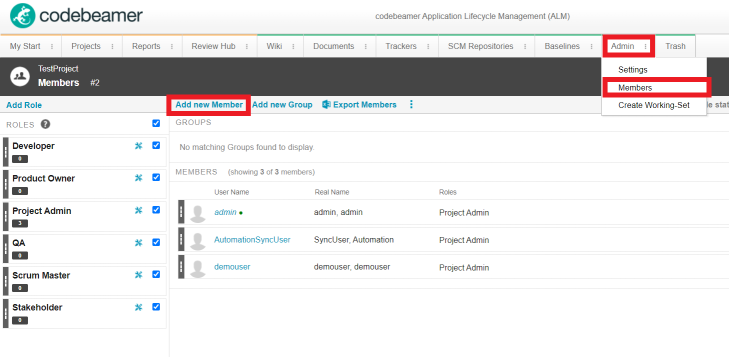 codebeamer
codebeamer Application Lifecycle Management (ALM)
My Start Projects Reports Review Hub Wiki Documents Trackers SCM Repositories Baselines Admin Trash
TestProject
Members #2
Settings
Members
Create Working-Set
Add Role
Add new Member Add new Group Export Members
ROLES ?
GROUPS
Developer
0
No matching Groups found to display.
Product Owner
0
MEMBERS (showing 3 of 3 members)
User Name Real Name Roles
Project Admin
3
admin admin, admin Project Admin
QA
0
AutomationSyncUser SyncUser, Automation Project Admin
Scrum Master
0
demouser demouser, demouser Project Admin
Stakeholder
0